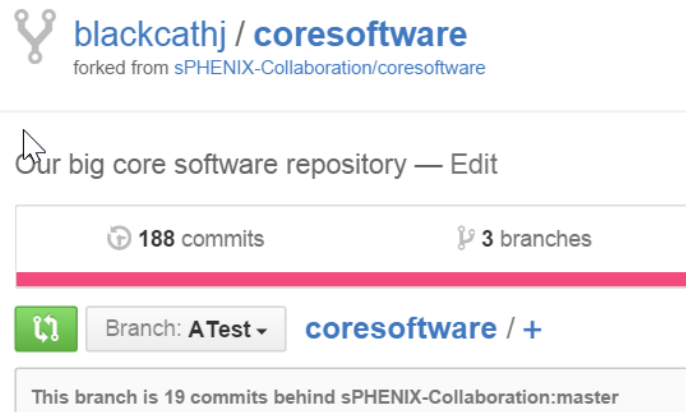 blackcathj / coresoftware
forked from sPHENIX-Collaboration/coresoftware
Our big core software repository — Edit
188 commits
3 branches
Branch: ATest
coresoftware / +
This branch is 19 commits behind sPHENIX-Collaboration:master